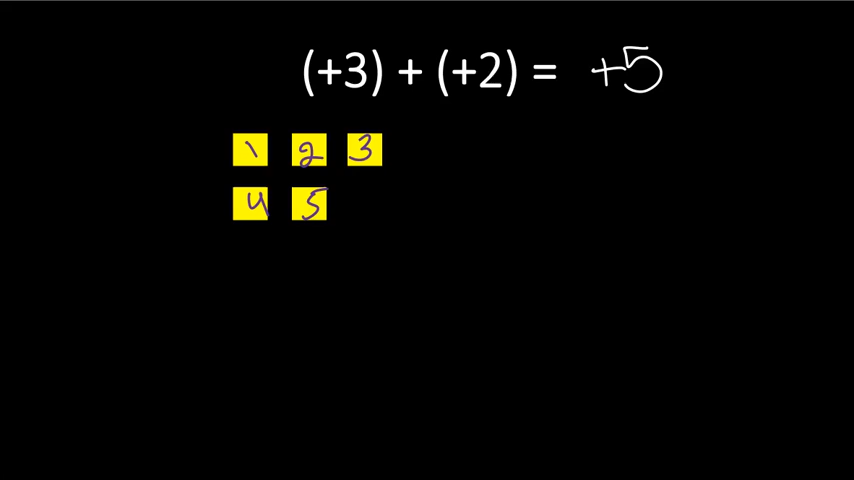 (+3) + (+2) = +5
1 2 3
4 5